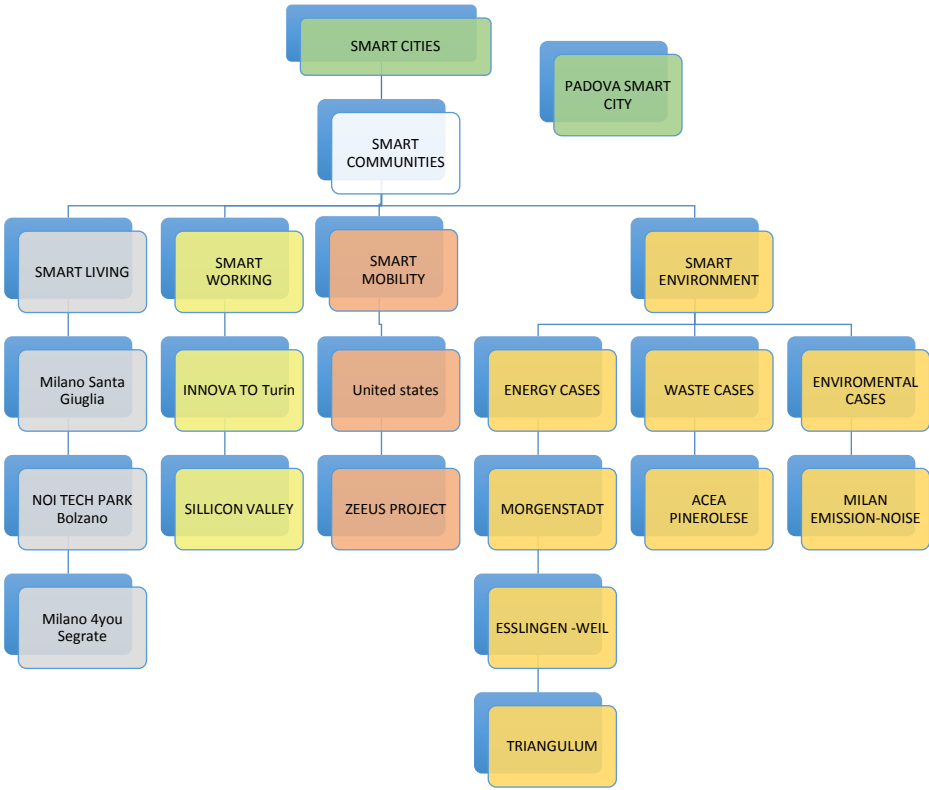 SMART CITIES
PADOVA SMART
CITY
SMART
COMMUNITIES
SMART LIVING
SMART
WORKING
SMART
MOBILITY
SMART
ENVIRONMENT
Milano Santa
Giuglia
INNOVA TO Turin
United states
ENERGY CASES
WASTE CASES
ENVIROMENTAL
CASES
NOI TECH PARK
Bolzano
SILLICON VALLEY
ZEEUS PROJECT
MORGENSTADT
ACEA
PINEROLESE
MILAN
EMISSION-NOISE
Milano 4you
Segrate
ESSLINGEN -WEIL
TRIANGULUM